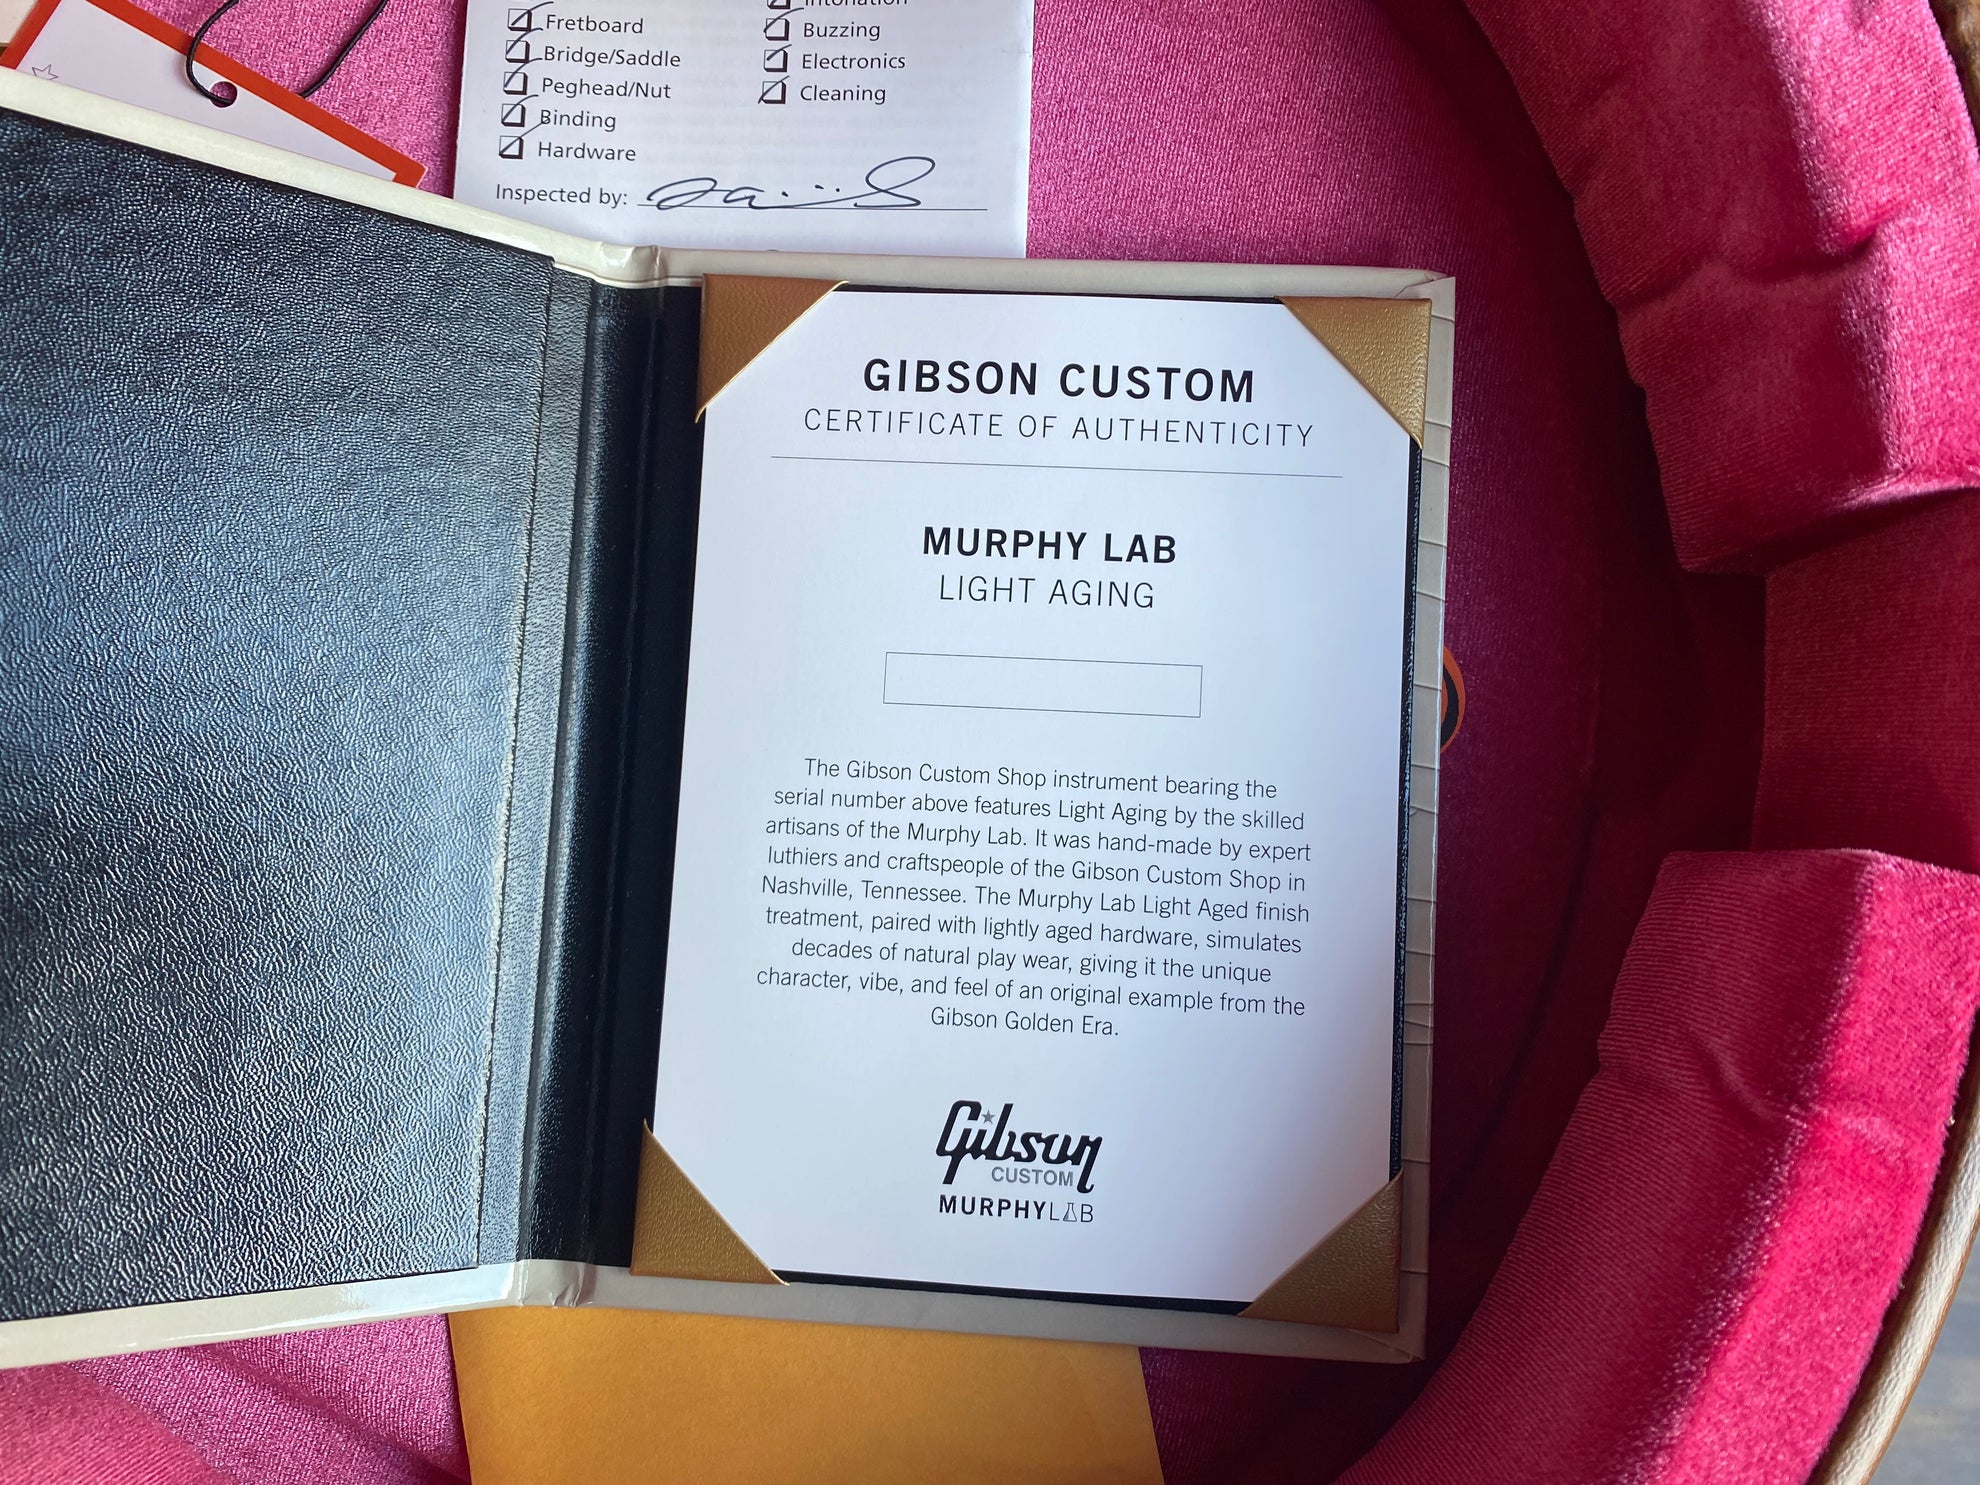 Fretboard
Bridge/Saddle
Peghead/Nut
Binding
Hardware
Intonation
Buzzing
Electronics
Cleaning
Inspected by:
GIBSON CUSTOM
CERTIFICATE OF AUTHENTICITY
MURPHY LAB
LIGHT AGING
The Gibson Custom Shop instrument bearing the
serial number above features Light Aging by the skilled
artisans of the Murphy Lab. It was hand-made by expert
luthiers and craftspeople of the Gibson Custom Shop in
Nashville, Tennessee. The Murphy Lab Light Aged finish
treatment, paired with lightly aged hardware, simulates
decades of natural play wear, giving it the unique
character, vibe, and feel of an original example from the
Gibson Golden Era.
Gibson
CUSTOM
MURPHYLAB